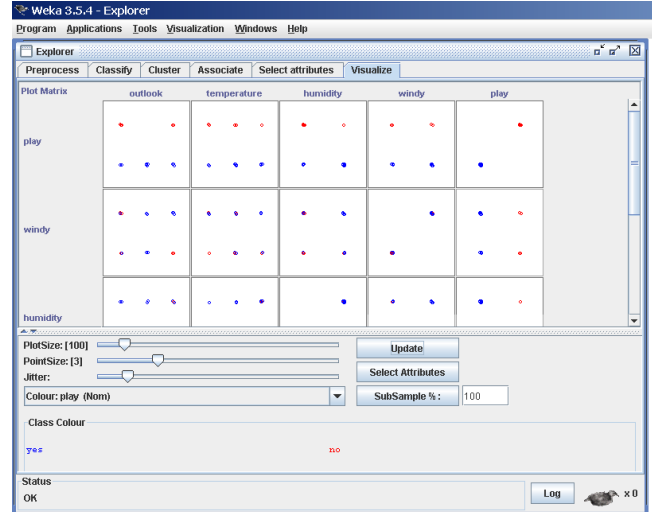 Weka 3.5.4 - Explorer
Program Applications Tools Visualization Windows Help
Explorer
Preprocess Classify Cluster Associate Select attributes Visualize
Plot Matrix outlook temperature humidity windy play
play
windy
humidity
PlotSize: [100]
Update
PointSize: [3]
Select Attributes
Jitter:
Colour: play (Nom)
SubSample % : 100
Class Colour
yes no
Status
OK
Log x 0